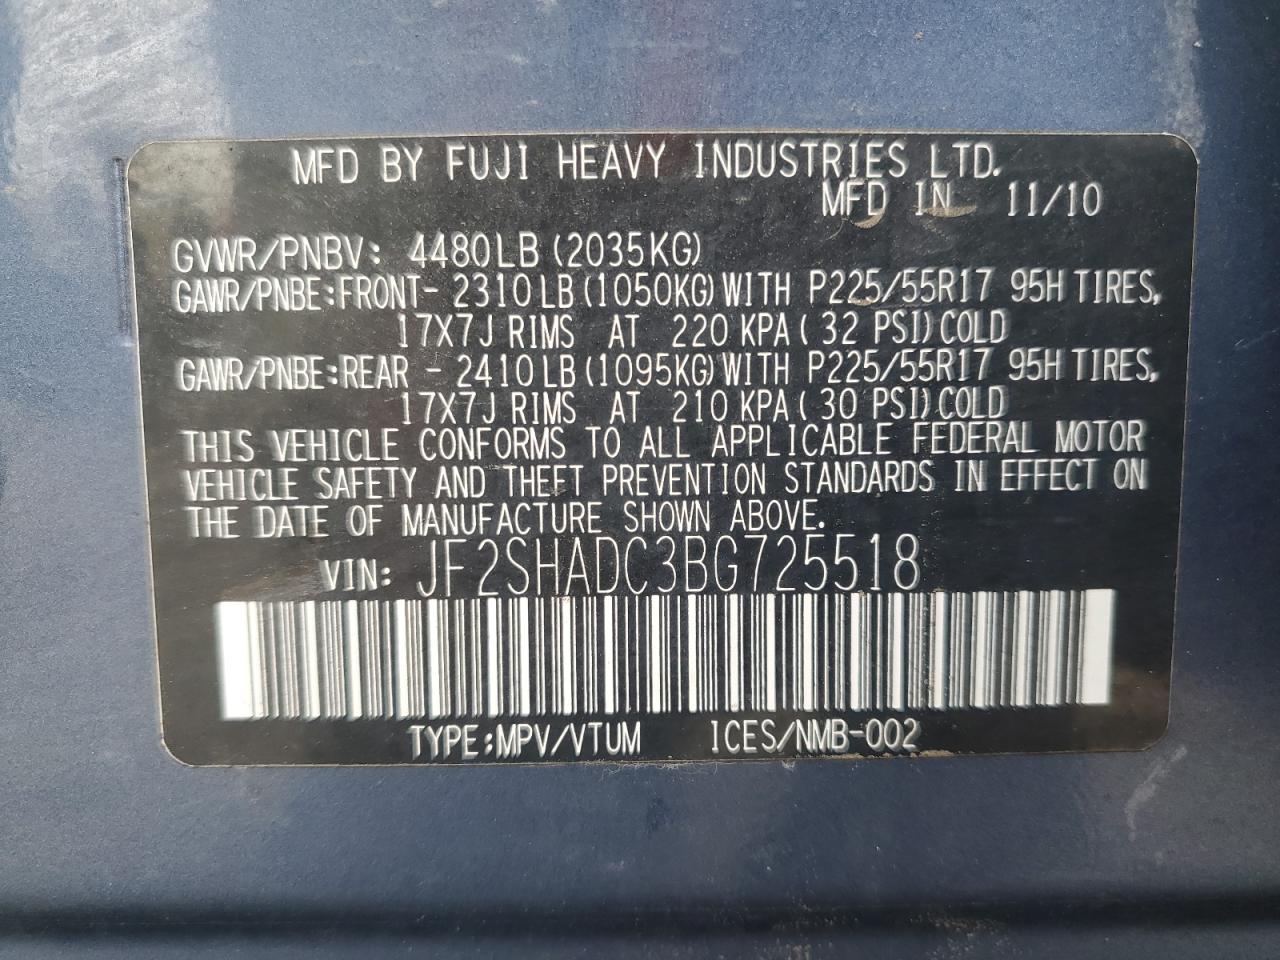 MFD BY FUJI HEAVY INDUSTRIES LTD.
MFD IN 11/10
GVWR/PNBV: 4480LB (2035KG)
GAWR/PNBE:FRONT- 2310LB(1050KG)WITH P225/55R17 95H TIRES,
17X7J RIMS AT 220 KPA( 32 PSI)COLD
GAWR/PNBE:REAR - 2410LB(1095KG)WITH P225/55R17 95H TIRES,
17X7J RIMS AT 210 KPA( 30 PSI)COLD
THIS VEHICLE CONFORMS TO ALL APPLICABLE FEDERAL MOTOR
VEHICLE SAFETY AND THEFT PREVENTION STANDARDS IN EFFECT ON
THE DATE OF MANUFACTURE SHOWN ABOVE.
VIN: JF2SHADC3BG725518
TYPE:MPV/VTUM ICES/NMB-002